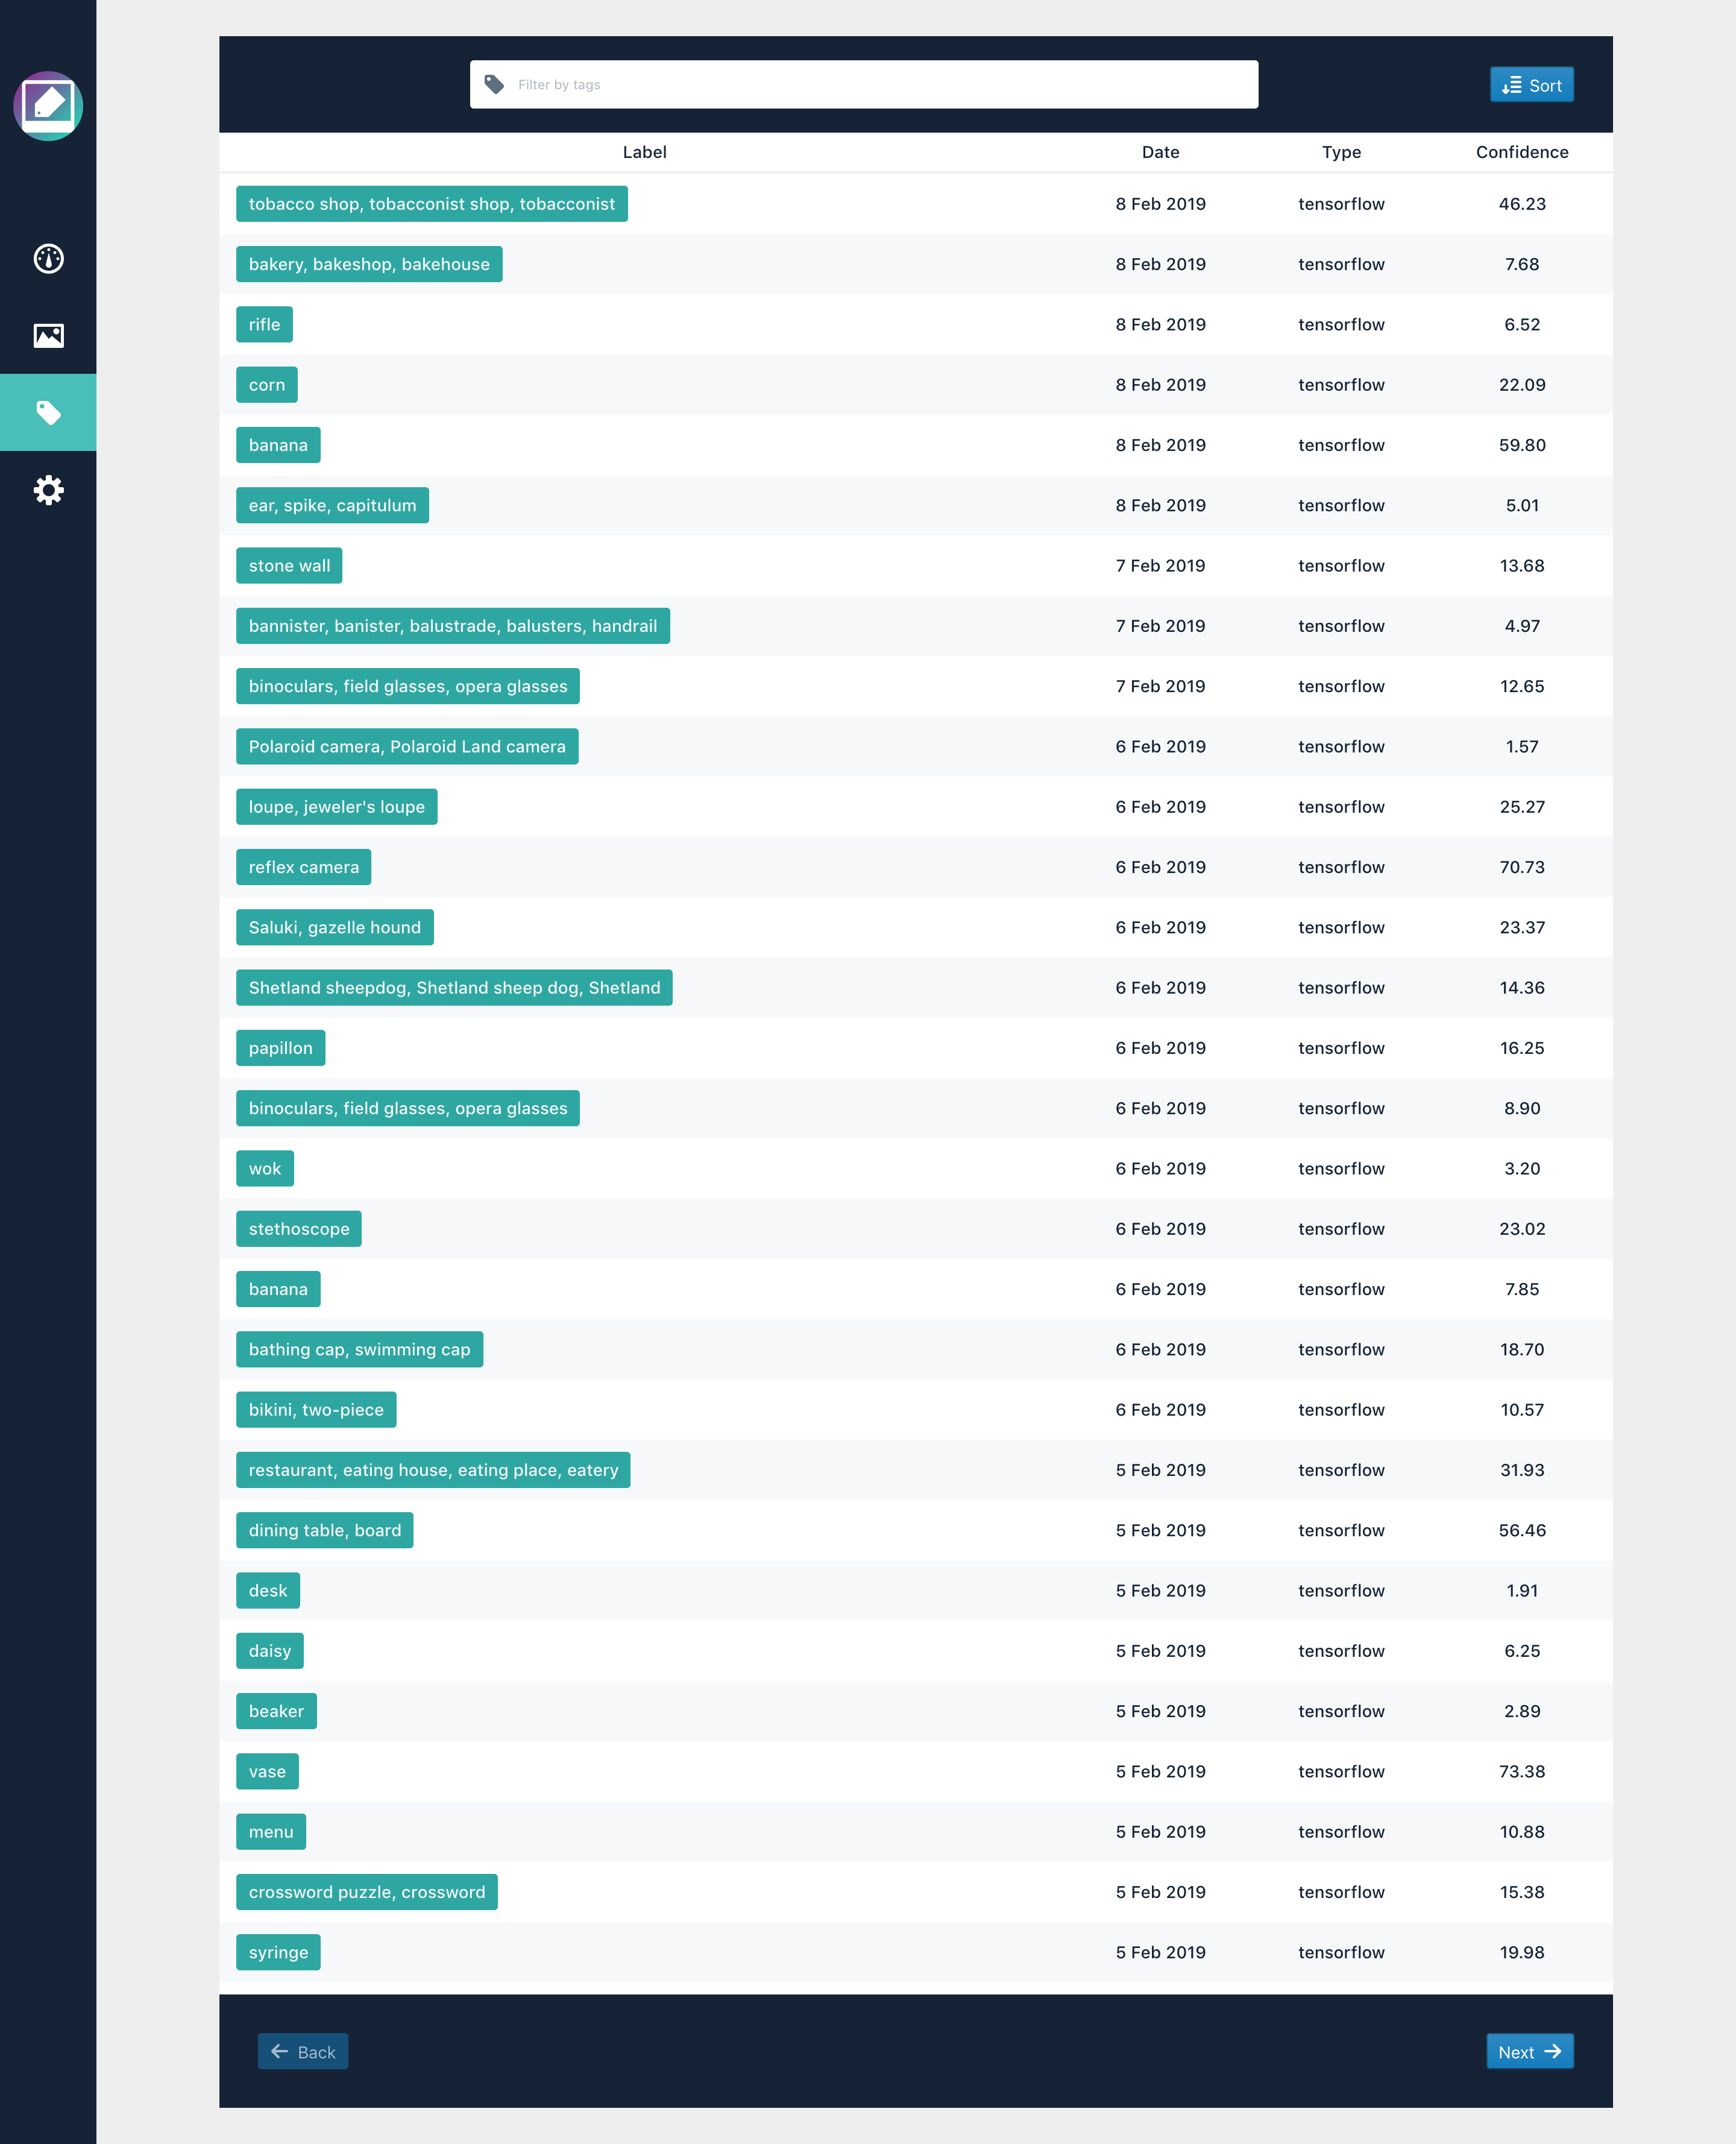 Filter by tags
Sort
Label Date Type Confidence
tobacco shop, tobacconist shop, tobacconist 8 Feb 2019 tensorflow 46.23
bakery, bakeshop, bakehouse 8 Feb 2019 tensorflow 7.68
rifle 8 Feb 2019 tensorflow 6.52
corn 8 Feb 2019 tensorflow 22.09
banana 8 Feb 2019 tensorflow 59.80
ear, spike, capitulum 8 Feb 2019 tensorflow 5.01
stone wall 7 Feb 2019 tensorflow 13.68
bannister, banister, balustrade, balusters, handrail 7 Feb 2019 tensorflow 4.97
binoculars, field glasses, opera glasses 7 Feb 2019 tensorflow 12.65
Polaroid camera, Polaroid Land camera 6 Feb 2019 tensorflow 1.57
loupe, jeweler's loupe 6 Feb 2019 tensorflow 25.27
reflex camera 6 Feb 2019 tensorflow 70.73
Saluki, gazelle hound 6 Feb 2019 tensorflow 23.37
Shetland sheepdog, Shetland sheep dog, Shetland 6 Feb 2019 tensorflow 14.36
papillon 6 Feb 2019 tensorflow 16.25
binoculars, field glasses, opera glasses 6 Feb 2019 tensorflow 8.90
wok 6 Feb 2019 tensorflow 3.20
stethoscope 6 Feb 2019 tensorflow 23.02
banana 6 Feb 2019 tensorflow 7.85
bathing cap, swimming cap 6 Feb 2019 tensorflow 18.70
bikini, two-piece 6 Feb 2019 tensorflow 10.57
restaurant, eating house, eating place, eatery 5 Feb 2019 tensorflow 31.93
dining table, board 5 Feb 2019 tensorflow 56.46
desk 5 Feb 2019 tensorflow 1.91
daisy 5 Feb 2019 tensorflow 6.25
beaker 5 Feb 2019 tensorflow 2.89
vase 5 Feb 2019 tensorflow 73.38
menu 5 Feb 2019 tensorflow 10.88
crossword puzzle, crossword 5 Feb 2019 tensorflow 15.38
syringe 5 Feb 2019 tensorflow 19.98
Back
Next